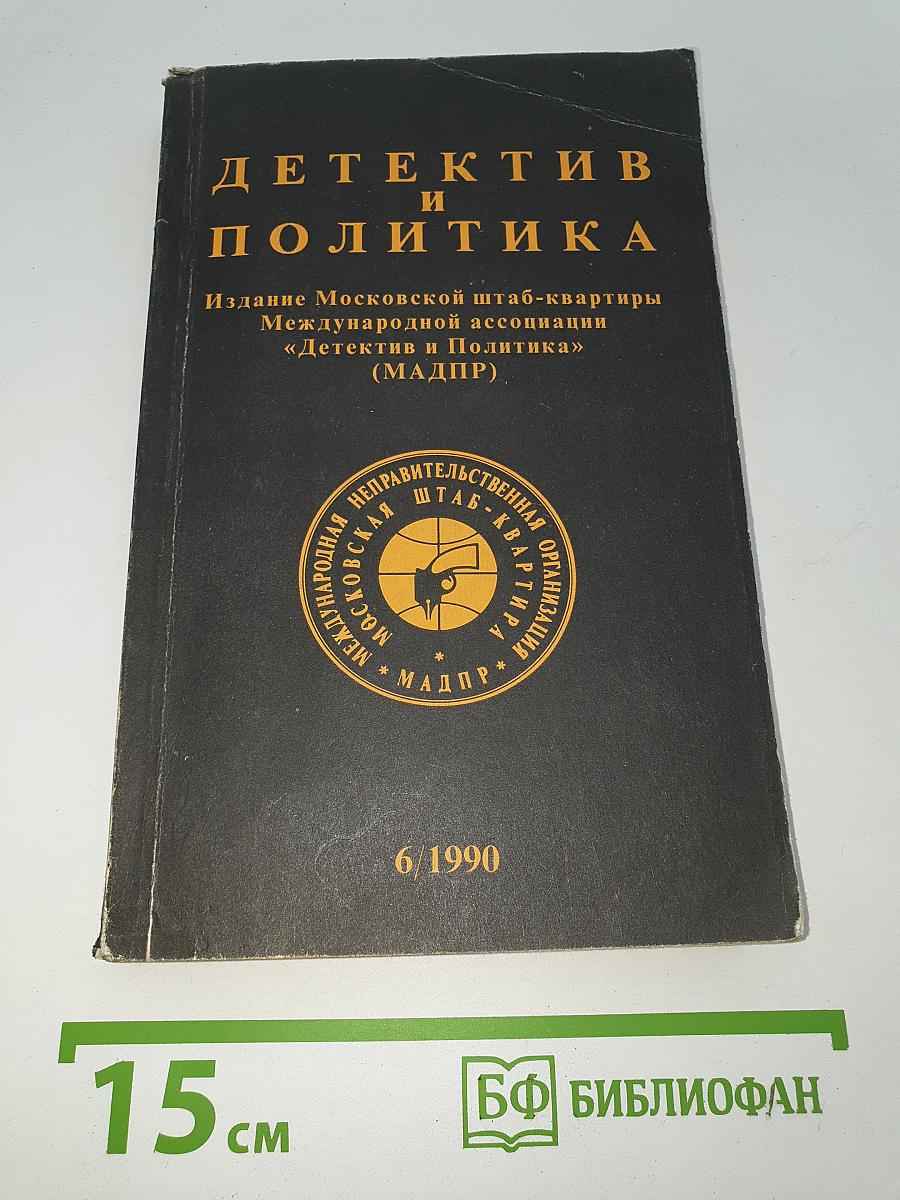 ДЕТЕКТИВ
И
ПОЛИТИКА
Издание Московской штаб-квартиры
Международной ассоциации
«Детектив и Политика»
(МАДПР)
МЕЖДУНАРОДНАЯ НЕПРАВИТЕЛЬСТВЕННАЯ ОРГАНИЗАЦИЯ
МОСКОВСКАЯ ШТАБ-КВАРТИРА
* МАДПР *
6/1990
15 см
БФ БИБЛИОФАН